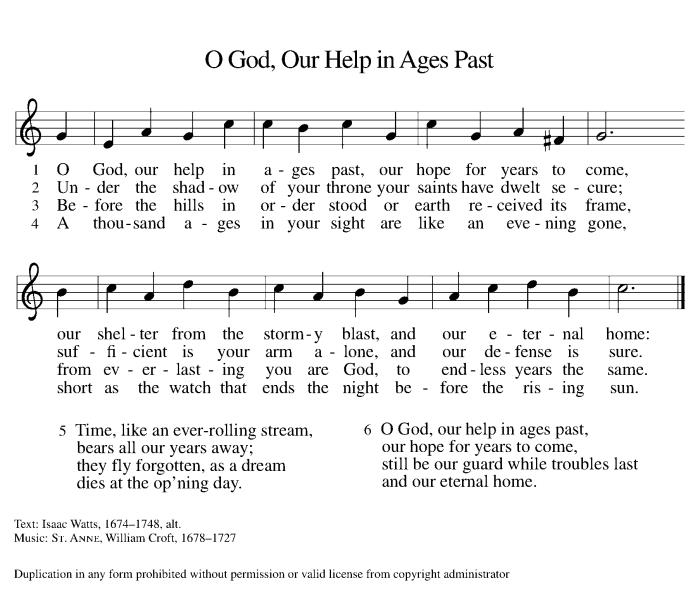 O God, Our Help in Ages Past
1 O God, our help in a - ges past, our hope for years to come,
2 Un - der the shad - ow of your throne your saints have dwelt se - cure;
3 Be - fore the hills in or - der stood or earth re - ceived its frame,
4 A thou - sand a - ges in your sight are like an eve - ning gone,
our shel - ter from the storm - y blast, and our e - ter - nal home:
suf - fi - cient is your arm a - lone, and our de - fense is sure.
from ev - er - last - ing you are God, to end - less years the same.
short as the watch that ends the night be - fore the ris - ing sun.
5 Time, like an ever-rolling stream,
bears all our years away;
they fly forgotten, as a dream
dies at the op'ning day.
6 O God, our help in ages past,
our hope for years to come,
still be our guard while troubles last
and our eternal home.
Text: Isaac Watts, 1674–1748, alt.
Music: ST. ANNE, William Croft, 1678–1727
Duplication in any form prohibited without permission or valid license from copyright administrator